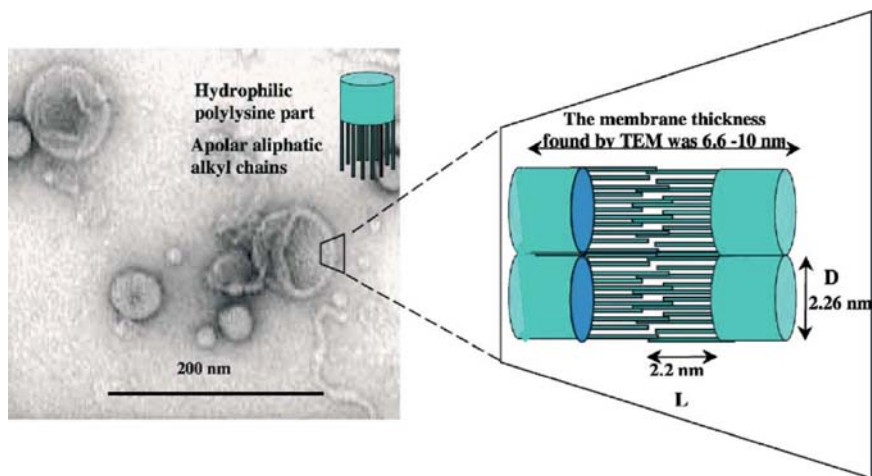 Hydrophilic
polylysine part
Apolar aliphatic
alkyl chains
200 nm
The membrane thickness
found by TEM was 6.6 -10 nm
D
2.26 nm
2.2 nm
L